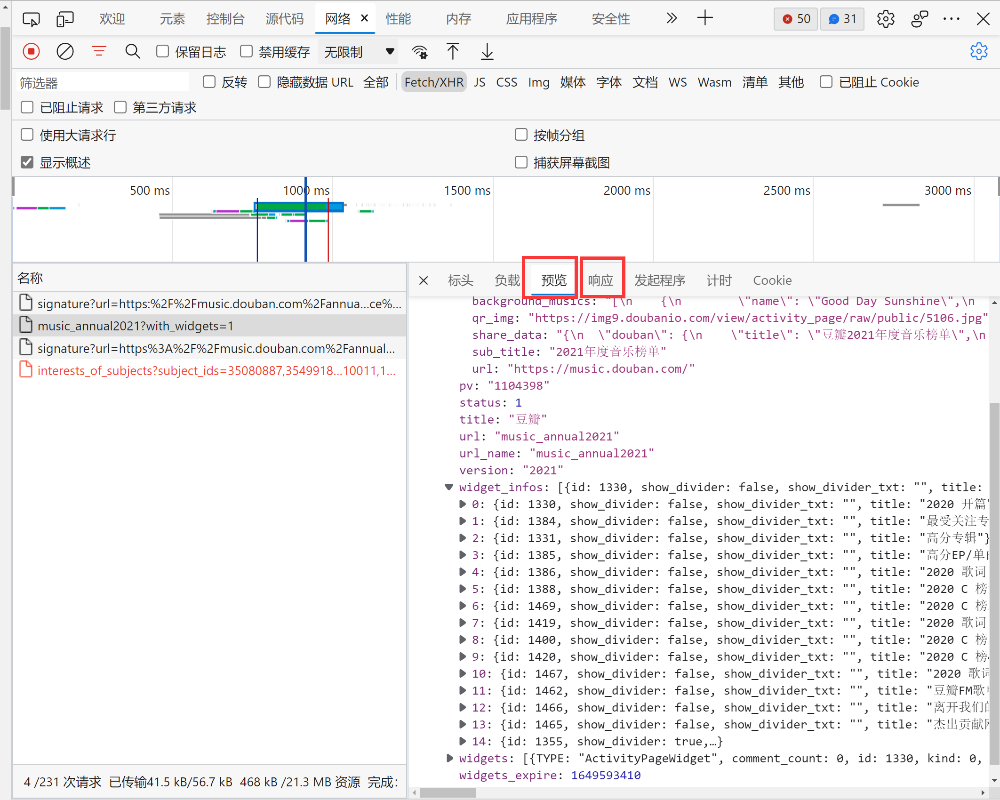 欢迎 元素 控制台 源代码 网络 性能 内存 应用程序 安全性 50 31
保留日志 禁用缓存 无限制
筛选器 反转 隐藏数据 URL 全部 Fetch/XHR JS CSS Img 媒体 字体 文档 WS Wasm 清单 其他 已阻止 Cookie
已阻止请求 第三方请求
使用大请求行 按帧分组
显示概述 捕获屏幕截图
500 ms 1000 ms 1500 ms 2000 ms 2500 ms 3000 ms
名称
signature?url=https:%2F%2Fmusic.douban.com%2Fannua...ce%...
music_annual2021?with_widgets=1
signature?url=https%3A%2F%2Fmusic.douban.com%2Fannual...
interests_of_subjects?subject_ids=35080887,3549918...10011,1...
4 /231 次请求 已传输41.5 kB/56.7 kB 468 kB /21.3 MB 资源 完成:
标头 负载 预览 响应 发起程序 计时 Cookie
background_musics: "[\n    {\n        \"name\": \"Good Day Sunshine\",\n
qr_img: "https://img9.doubanio.com/view/activity_page/raw/public/5106.jpg"
share_data: "{\n  \"douban\": {\n    \"title\": \"豆瓣2021年度音乐榜单\",\n
sub_title: "2021年度音乐榜单"
url: "https://music.douban.com/"
pv: "1104398"
status: 1
title: "豆瓣"
url: "music_annual2021"
url_name: "music_annual2021"
version: "2021"
widget_infos: [{id: 1330, show_divider: false, show_divider_txt: "", title:
0: {id: 1330, show_divider: false, show_divider_txt: "", title: "2020 开篇"
1: {id: 1384, show_divider: false, show_divider_txt: "", title: "最受关注专
2: {id: 1331, show_divider: false, show_divider_txt: "", title: "高分专辑"}
3: {id: 1385, show_divider: false, show_divider_txt: "", title: "高分EP/单
4: {id: 1386, show_divider: false, show_divider_txt: "", title: "2020 歌词
5: {id: 1388, show_divider: false, show_divider_txt: "", title: "2020 C 榜
6: {id: 1469, show_divider: false, show_divider_txt: "", title: "2020 C 榜
7: {id: 1419, show_divider: false, show_divider_txt: "", title: "2020 歌词
8: {id: 1400, show_divider: false, show_divider_txt: "", title: "2020 C 榜
9: {id: 1420, show_divider: false, show_divider_txt: "", title: "2020 C 榜
10: {id: 1467, show_divider: false, show_divider_txt: "", title: "2020 歌词
11: {id: 1462, show_divider: false, show_divider_txt: "", title: "豆瓣FM歌
12: {id: 1466, show_divider: false, show_divider_txt: "", title: "离开我们的
13: {id: 1465, show_divider: false, show_divider_txt: "", title: "杰出贡献
14: {id: 1355, show_divider: true,…}
widgets: [{TYPE: "ActivityPageWidget", comment_count: 0, id: 1330, kind: 0,
widgets_expire: 1649593410